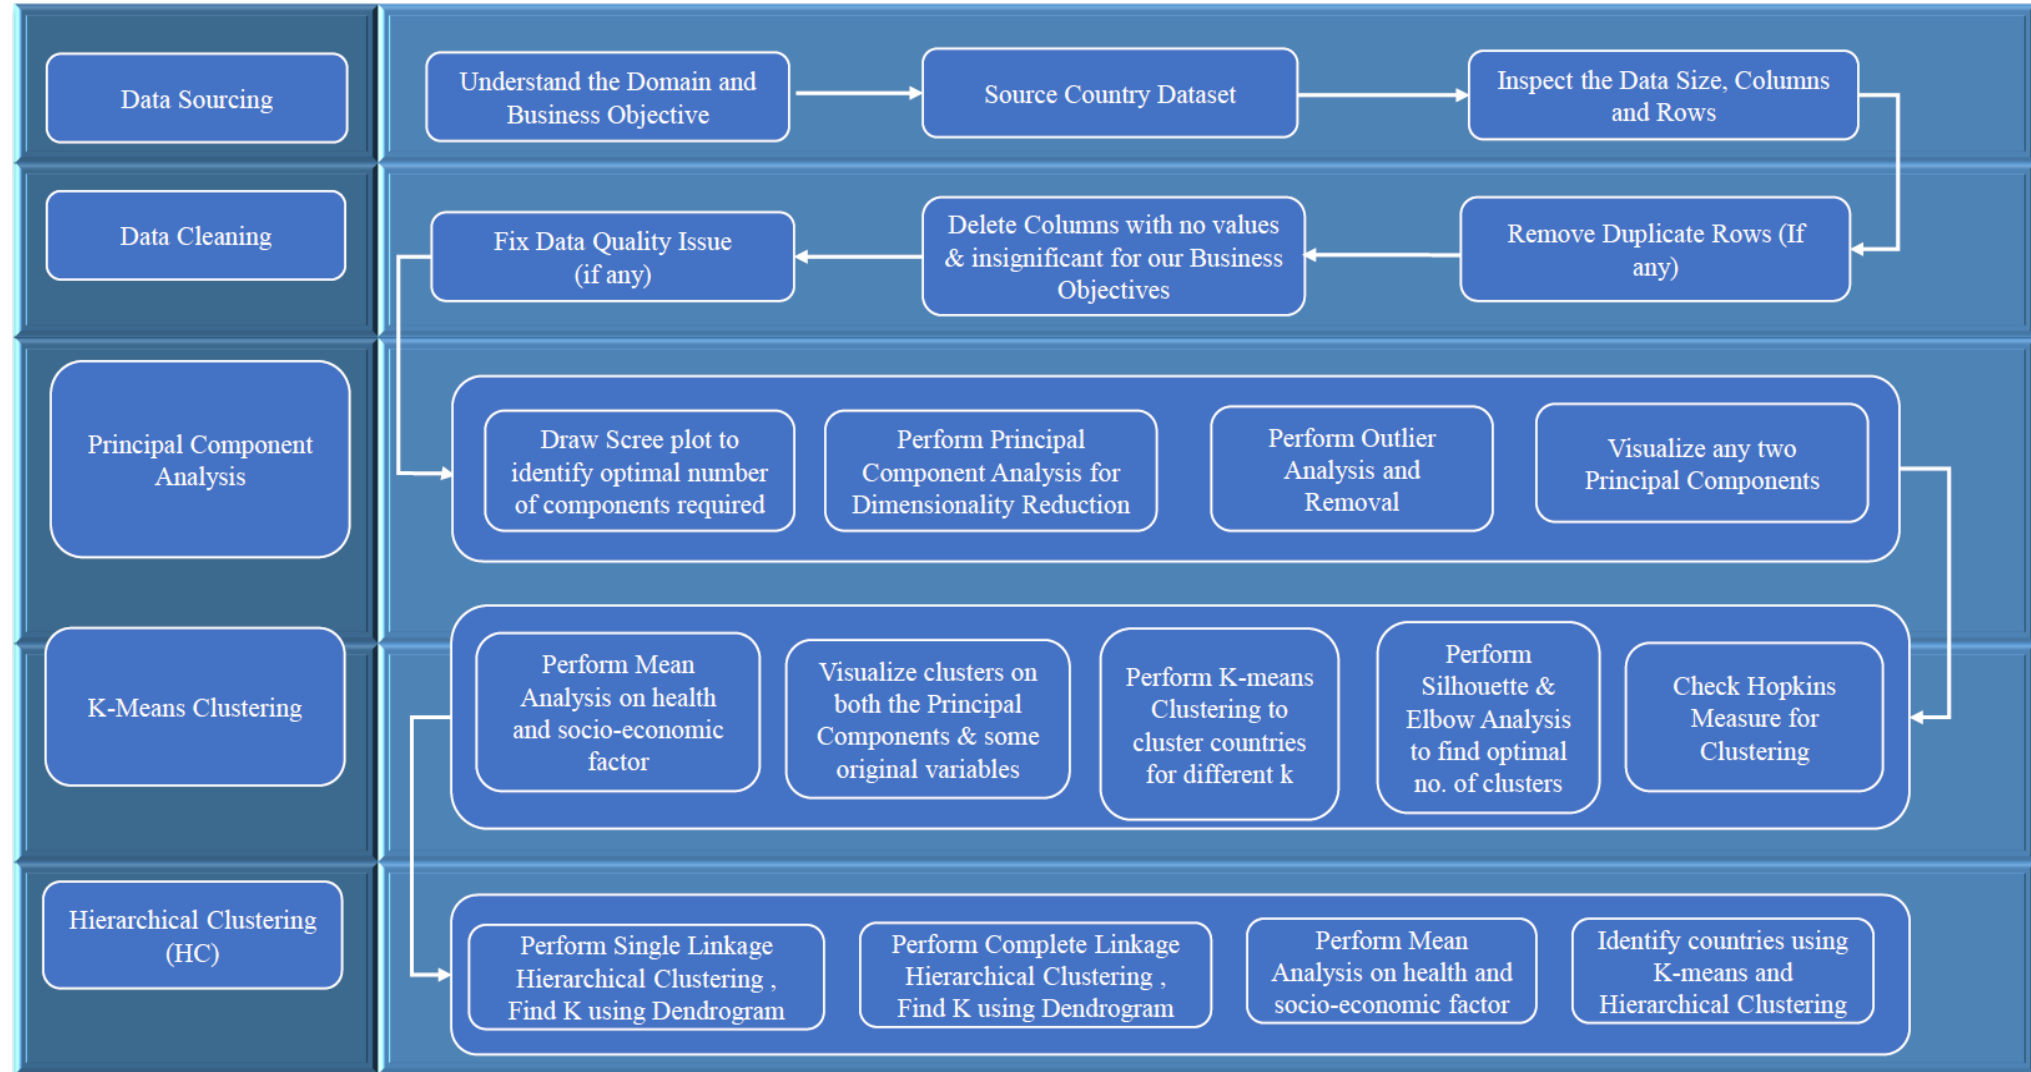 Data Sourcing
Understand the Domain and
Business Objective
Source Country Dataset
Inspect the Data Size, Columns
and Rows
Data Cleaning
Fix Data Quality Issue
(if any)
Delete Columns with no values
& insignificant for our Business
Objectives
Remove Duplicate Rows (If
any)
Principal Component
Analysis
Draw Scree plot to
identify optimal number
of components required
Perform Principal
Component Analysis for
Dimensionality Reduction
Perform Outlier
Analysis and
Removal
Visualize any two
Principal Components
K-Means Clustering
Perform Mean
Analysis on health
and socio-economic
factor
Visualize clusters on
both the Principal
Components & some
original variables
Perform K-means
Clustering to
cluster countries
for different k
Perform
Silhouette &
Elbow Analysis
to find optimal
no. of clusters
Check Hopkins
Measure for
Clustering
Hierarchical Clustering
(HC)
Perform Single Linkage
Hierarchical Clustering ,
Find K using Dendrogram
Perform Complete Linkage
Hierarchical Clustering ,
Find K using Dendrogram
Perform Mean
Analysis on health and
socio-economic factor
Identify countries using
K-means and
Hierarchical Clustering